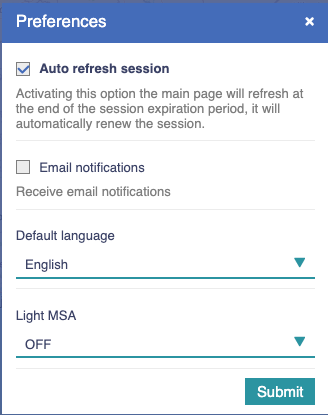 Preferences ×
Auto refresh session
Activating this option the main page will refresh at
the end of the session expiration period, it will
automatically renew the session.
Email notifications
Receive email notifications
Default language
English
Light MSA
OFF
Submit